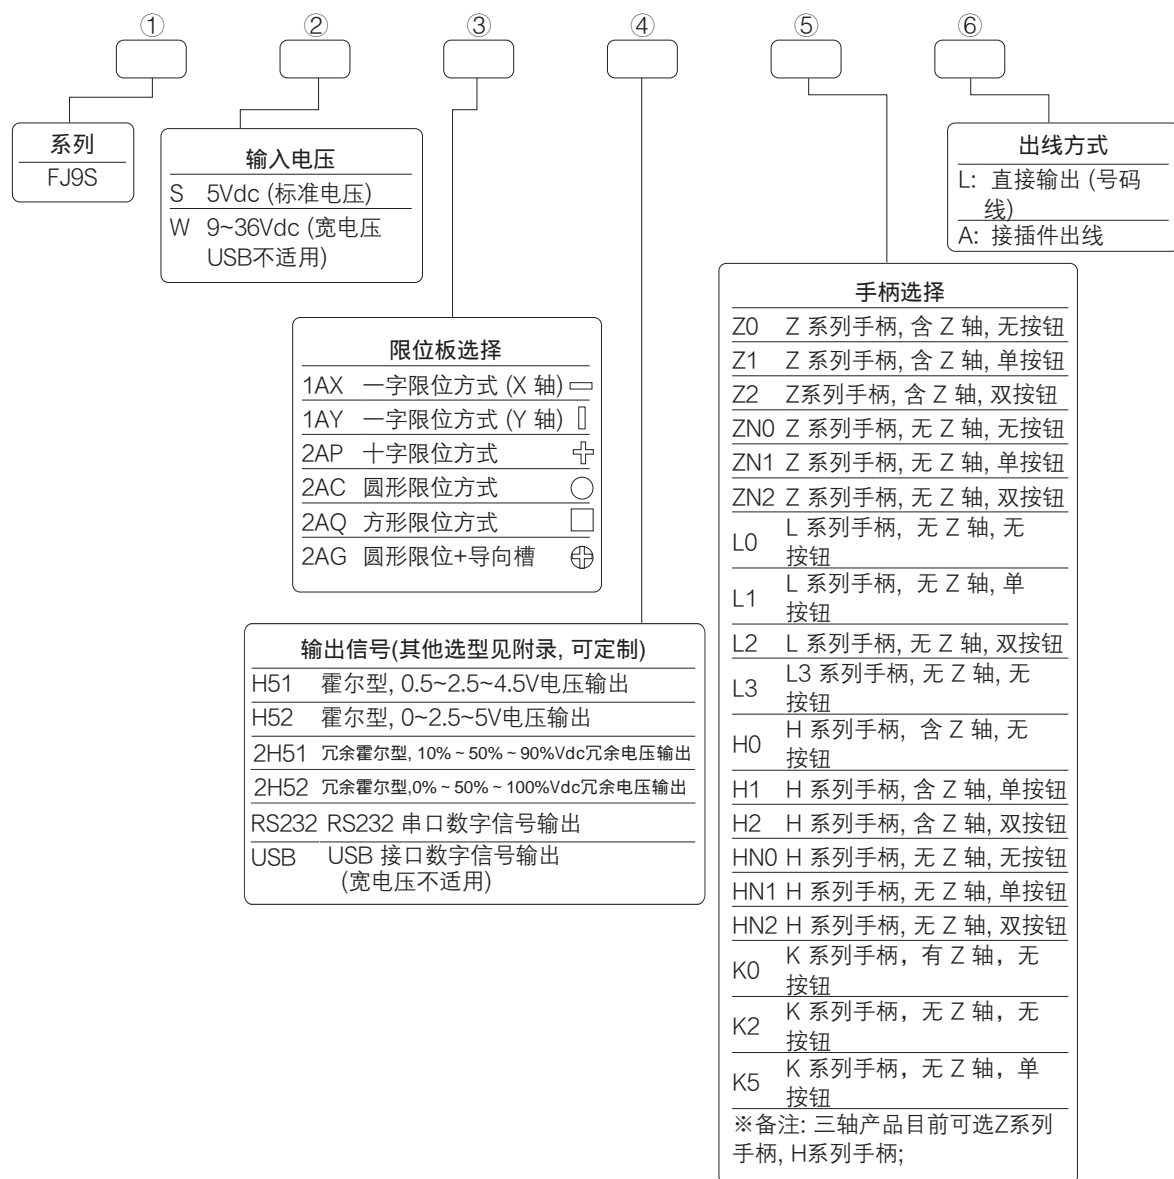 ① ② ③ ④ ⑤ ⑥
系列
FJ9S
输入电压
S 5Vdc (标准电压)
W 9~36Vdc (宽电压
USB不适用)
出线方式
L: 直接输出 (号码
线)
A: 接插件出线
限位板选择
1AX 一字限位方式 (X 轴)
1AY 一字限位方式 (Y 轴)
2AP 十字限位方式
2AC 圆形限位方式
2AQ 方形限位方式
2AG 圆形限位+导向槽
输出信号(其他选型见附录, 可定制)
H51 霍尔型, 0.5~2.5~4.5V电压输出
H52 霍尔型, 0~2.5~5V电压输出
2H51 冗余霍尔型, 10% ~ 50% ~ 90%Vdc冗余电压输出
2H52 冗余霍尔型,0% ~ 50% ~ 100%Vdc冗余电压输出
RS232 RS232 串口数字信号输出
USB USB 接口数字信号输出
(宽电压不适用)
手柄选择
Z0 Z 系列手柄, 含 Z 轴, 无按钮
Z1 Z 系列手柄, 含 Z 轴, 单按钮
Z2 Z系列手柄, 含 Z 轴, 双按钮
ZN0 Z 系列手柄, 无 Z 轴, 无按钮
ZN1 Z 系列手柄, 无 Z 轴, 单按钮
ZN2 Z 系列手柄, 无 Z 轴, 双按钮
L0 L 系列手柄, 无 Z 轴, 无
按钮
L1 L 系列手柄, 无 Z 轴, 单
按钮
L2 L 系列手柄, 无 Z 轴, 双按钮
L3 L3 系列手柄, 无 Z 轴, 无
按钮
H0 H 系列手柄, 含 Z 轴, 无
按钮
H1 H 系列手柄, 含 Z 轴, 单按钮
H2 H 系列手柄, 含 Z 轴, 双按钮
HN0 H 系列手柄, 无 Z 轴, 无按钮
HN1 H 系列手柄, 无 Z 轴, 单按钮
HN2 H 系列手柄, 无 Z 轴, 双按钮
K0 K 系列手柄，有 Z 轴，无
按钮
K2 K 系列手柄，无 Z 轴，无
按钮
K5 K 系列手柄，无 Z 轴，单
按钮
※备注: 三轴产品目前可选Z系列
手柄, H系列手柄;